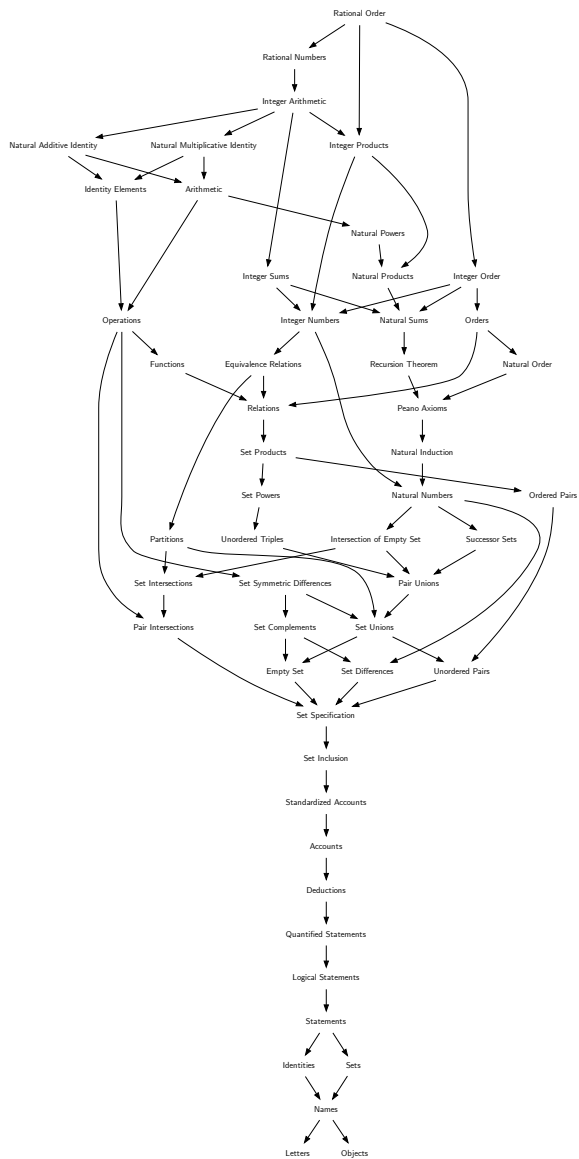 Rational Order
Rational Numbers
Integer Arithmetic
Natural Additive Identity
Natural Multiplicative Identity
Integer Products
Identity Elements
Arithmetic
Natural Powers
Integer Sums
Natural Products
Integer Order
Operations
Integer Numbers
Natural Sums
Orders
Functions
Equivalence Relations
Recursion Theorem
Natural Order
Relations
Peano Axioms
Set Products
Natural Induction
Set Powers
Natural Numbers
Ordered Pairs
Partitions
Unordered Triples
Intersection of Empty Set
Successor Sets
Set Intersections
Set Symmetric Differences
Pair Unions
Pair Intersections
Set Complements
Set Unions
Empty Set
Set Differences
Unordered Pairs
Set Specification
Set Inclusion
Standardized Accounts
Accounts
Deductions
Quantified Statements
Logical Statements
Statements
Identities
Sets
Names
Letters
Objects